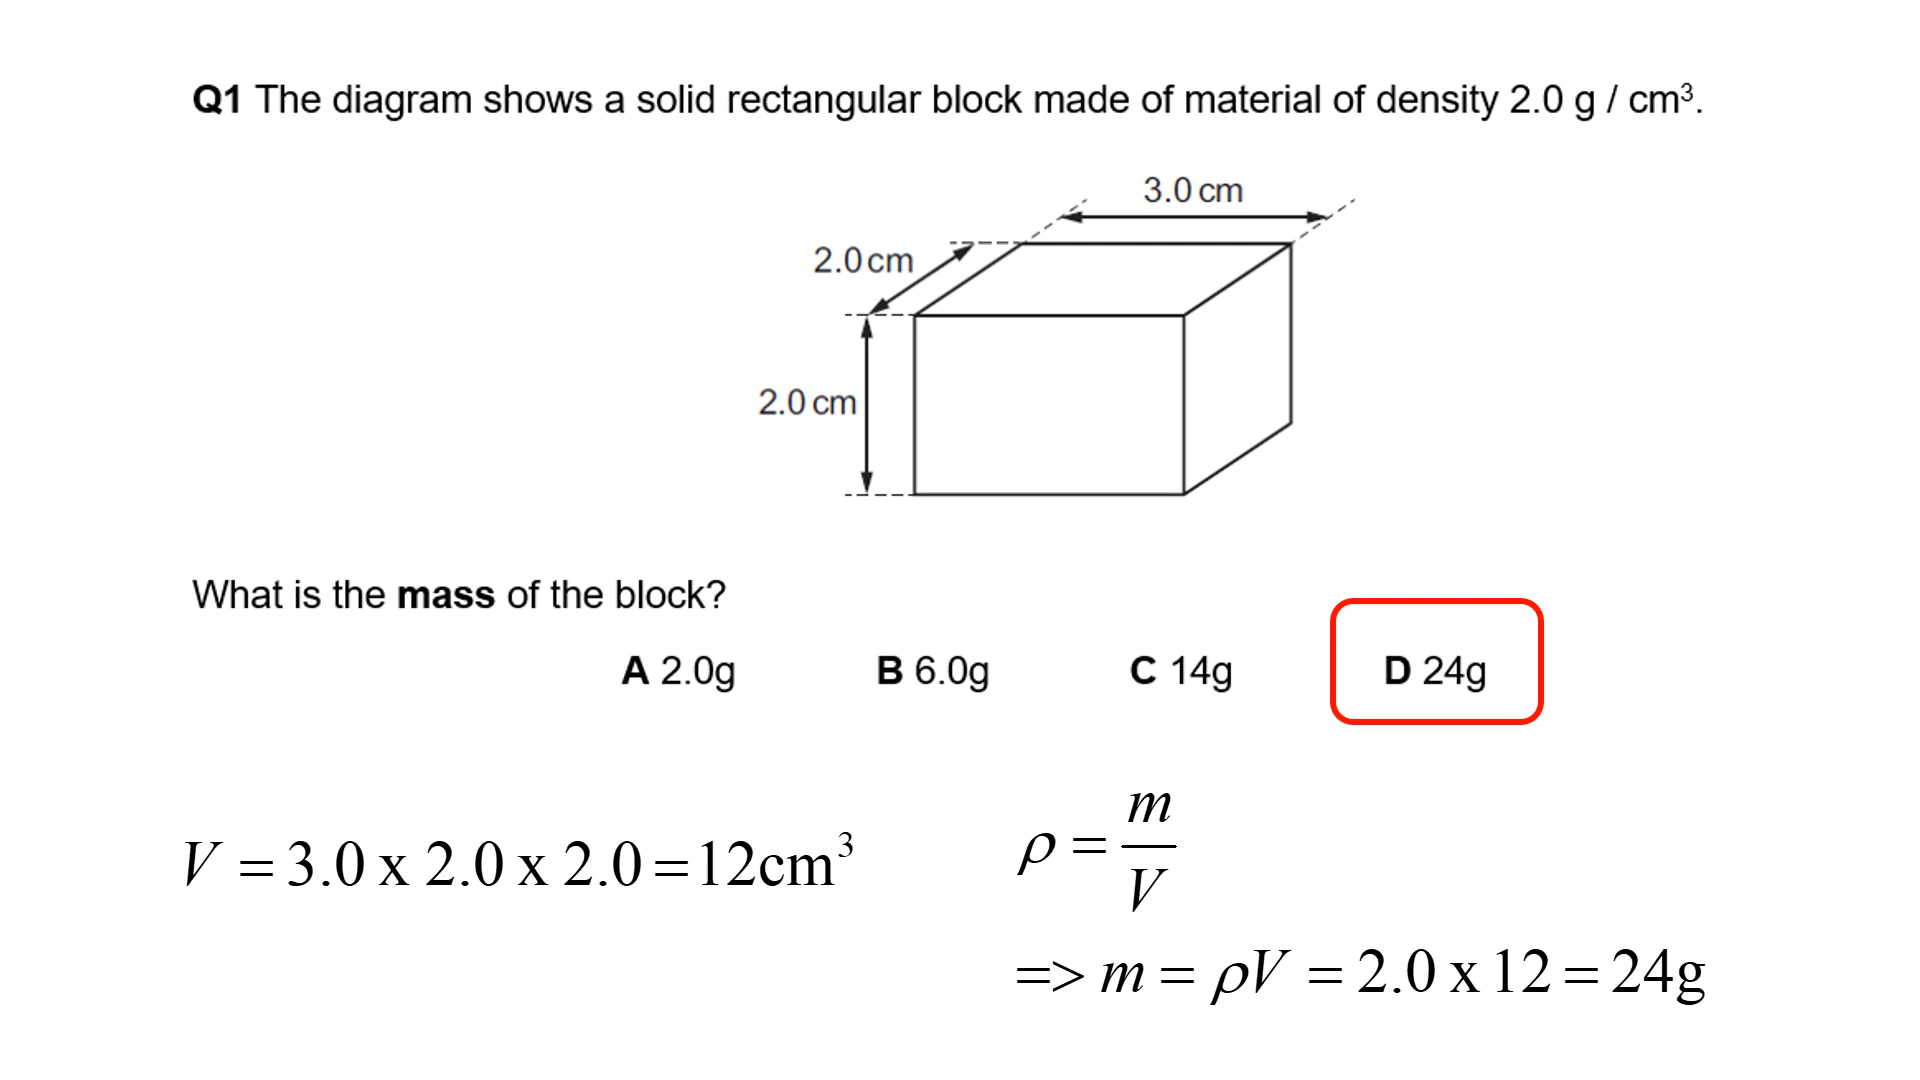 Q1 The diagram shows a solid rectangular block made of material of density 2.0 g / cm³.
3.0 cm
2.0 cm
2.0 cm
What is the mass of the block?
A 2.0g B 6.0g C 14g D 24g
V = 3.0 x 2.0 x 2.0 = 12cm³
ρ = m/V
=> m = ρV = 2.0 x 12 = 24g